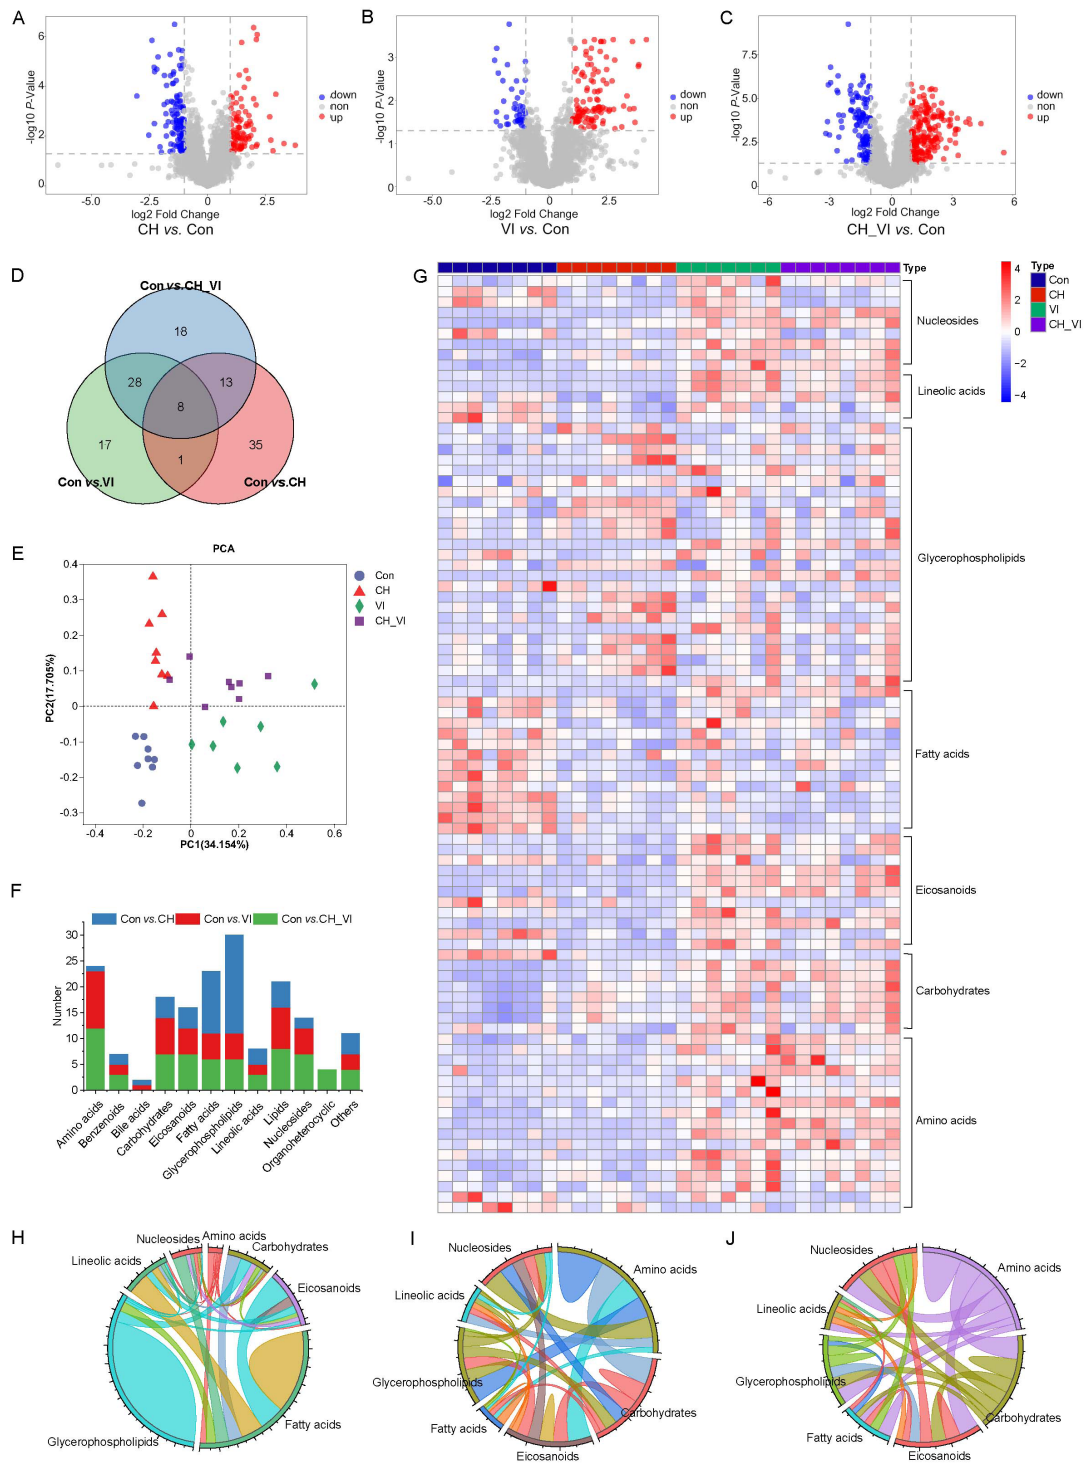 A
6
4
2
0
-log10 P-Value
-5.0
-2.5
0
2.5
log2 Fold Change
CH vs. Con
down
non
up
B
3
2
1
0
-log10 P-Value
-5.0
-2.5
0
2.5
log2 Fold Change
VI vs. Con
down
non
up
C
7.5
5.0
2.5
0
-log10 P-Value
-6
-3
0
3
6
log2 Fold Change
CH_VI vs. Con
down
non
up
D
Con vs.CH_VI
18
28
13
8
17
35
1
Con vs.VI
Con vs.CH
E
PCA
0.4
0.3
0.2
0.1
0
-0.1
-0.2
-0.3
PC2(17.705%)
-0.4
-0.2
0
0.2
0.4
0.6
PC1(34.154%)
Con
CH
VI
CH_VI
F
Con vs.CH
Con vs.VI
Con vs.CH_VI
30
25
20
15
10
5
0
Number
Amino acids
Benzenoids
Bile acids
Carbohydrates
Eicosanoids
Fatty acids
Glycerophospholipids
Lineolic acids
Lipids
Nucleosides
Organoheterocyclic
Others
G
Type
Nucleosides
Lineolic acids
Glycerophospholipids
Fatty acids
Eicosanoids
Carbohydrates
Amino acids
4
2
0
−2
−4
Type
Con
CH
VI
CH_VI
H
Nucleosides
Amino acids
Carbohydrates
Lineolic acids
Eicosanoids
Fatty acids
Glycerophospholipids
I
Nucleosides
Amino acids
Lineolic acids
Glycerophospholipids
Carbohydrates
Fatty acids
Eicosanoids
J
Nucleosides
Amino acids
Lineolic acids
Glycerophospholipids
Carbohydrates
Fatty acids
Eicosanoids